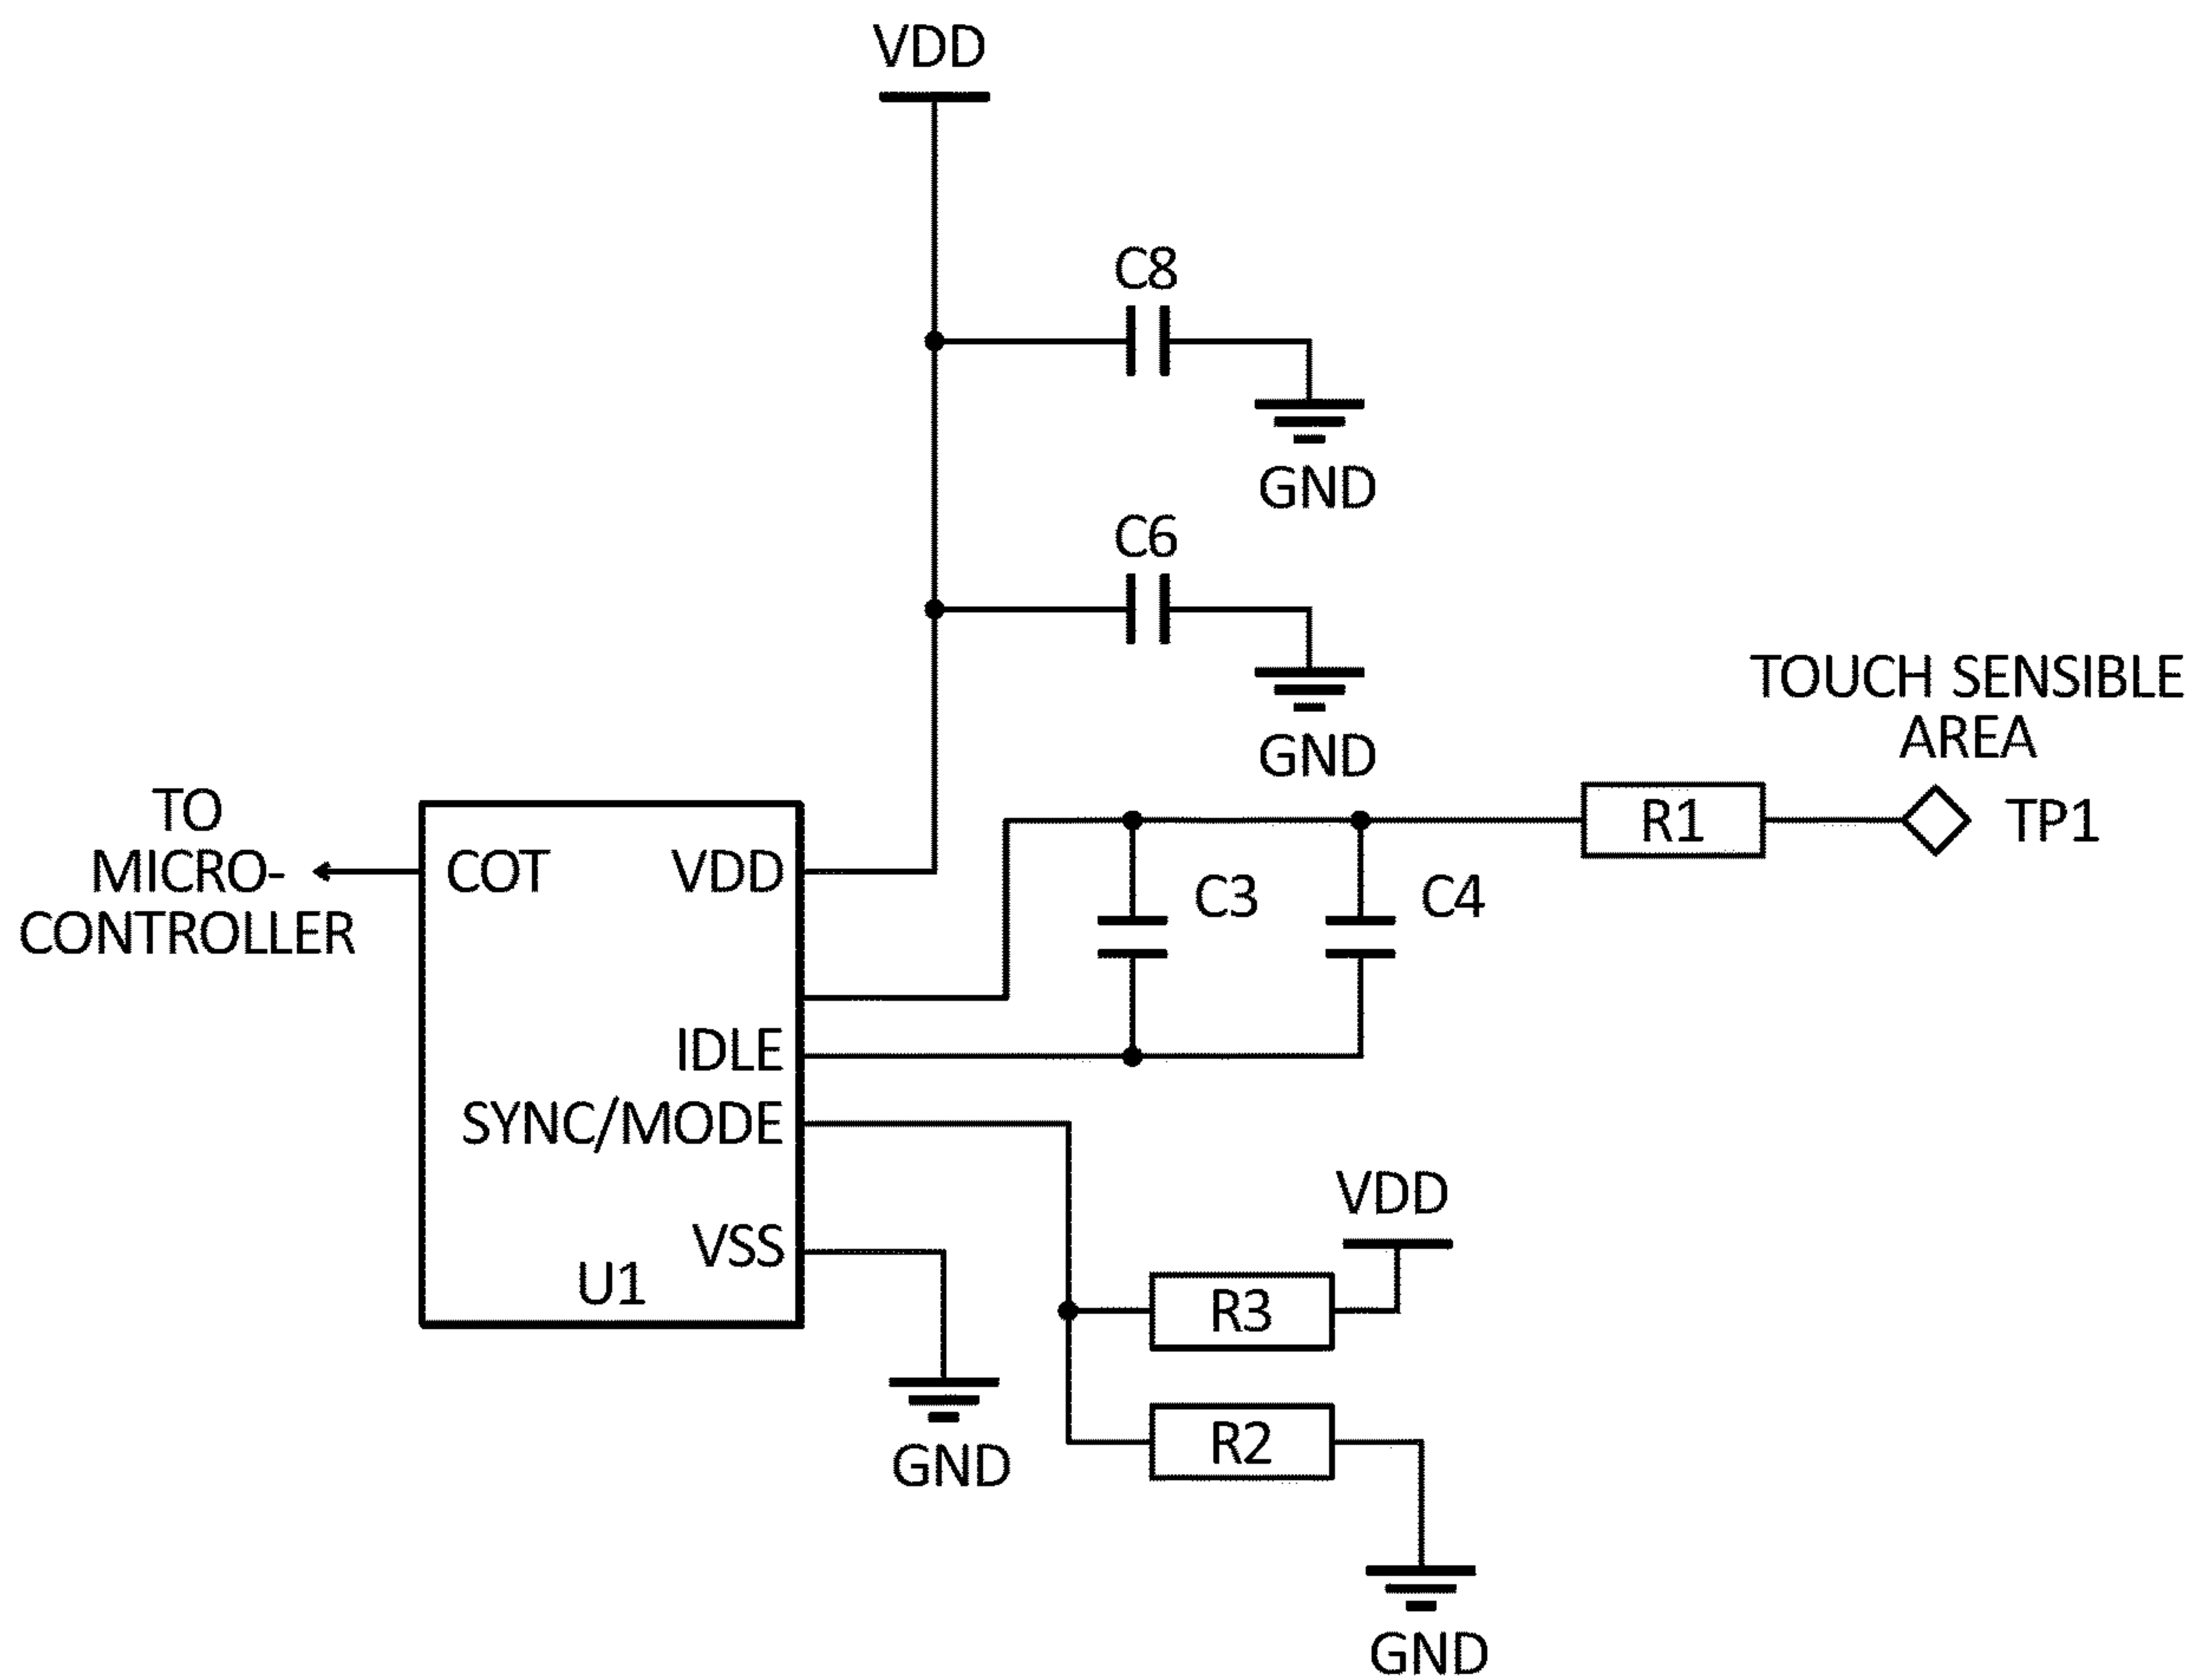 VDD
C8
GND
C6
GND
TOUCH SENSIBLE
AREA
TP1
R1
TO
MICRO-
CONTROLLER
COT
VDD
C3
C4
IDLE
SYNC/MODE
VSS
U1
GND
VDD
R3
R2
GND